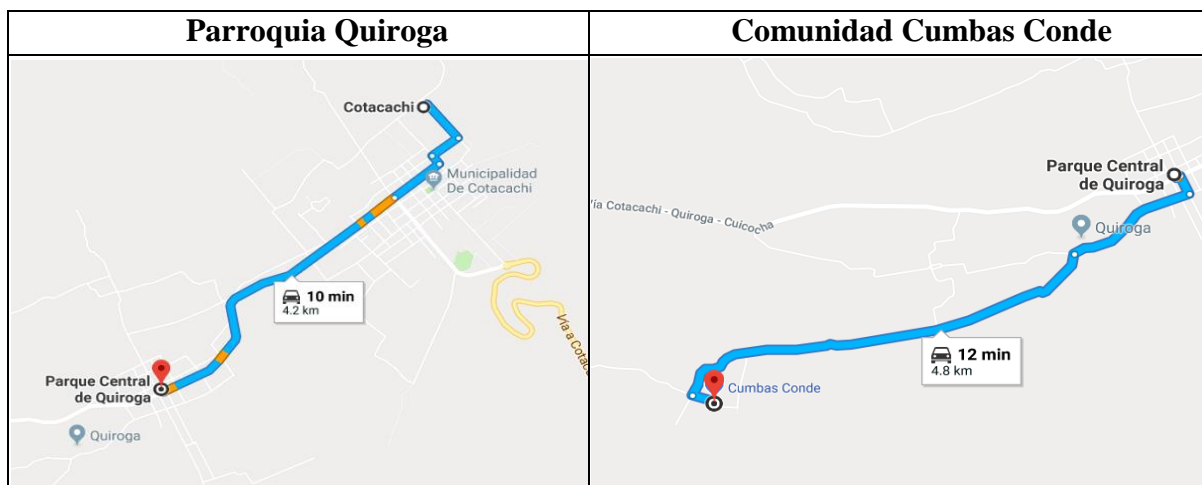 Parroquia Quiroga
Cotacachi
Municipalidad
De Cotacachi
10 min
4.2 km
Vía a Cotac
Parque Central
de Quiroga
Quiroga
Comunidad Cumbas Conde
Parque Central
de Quiroga
Vía Cotacachi - Quiroga - Cuicocha
Quiroga
12 min
4.8 km
Cumbas Conde